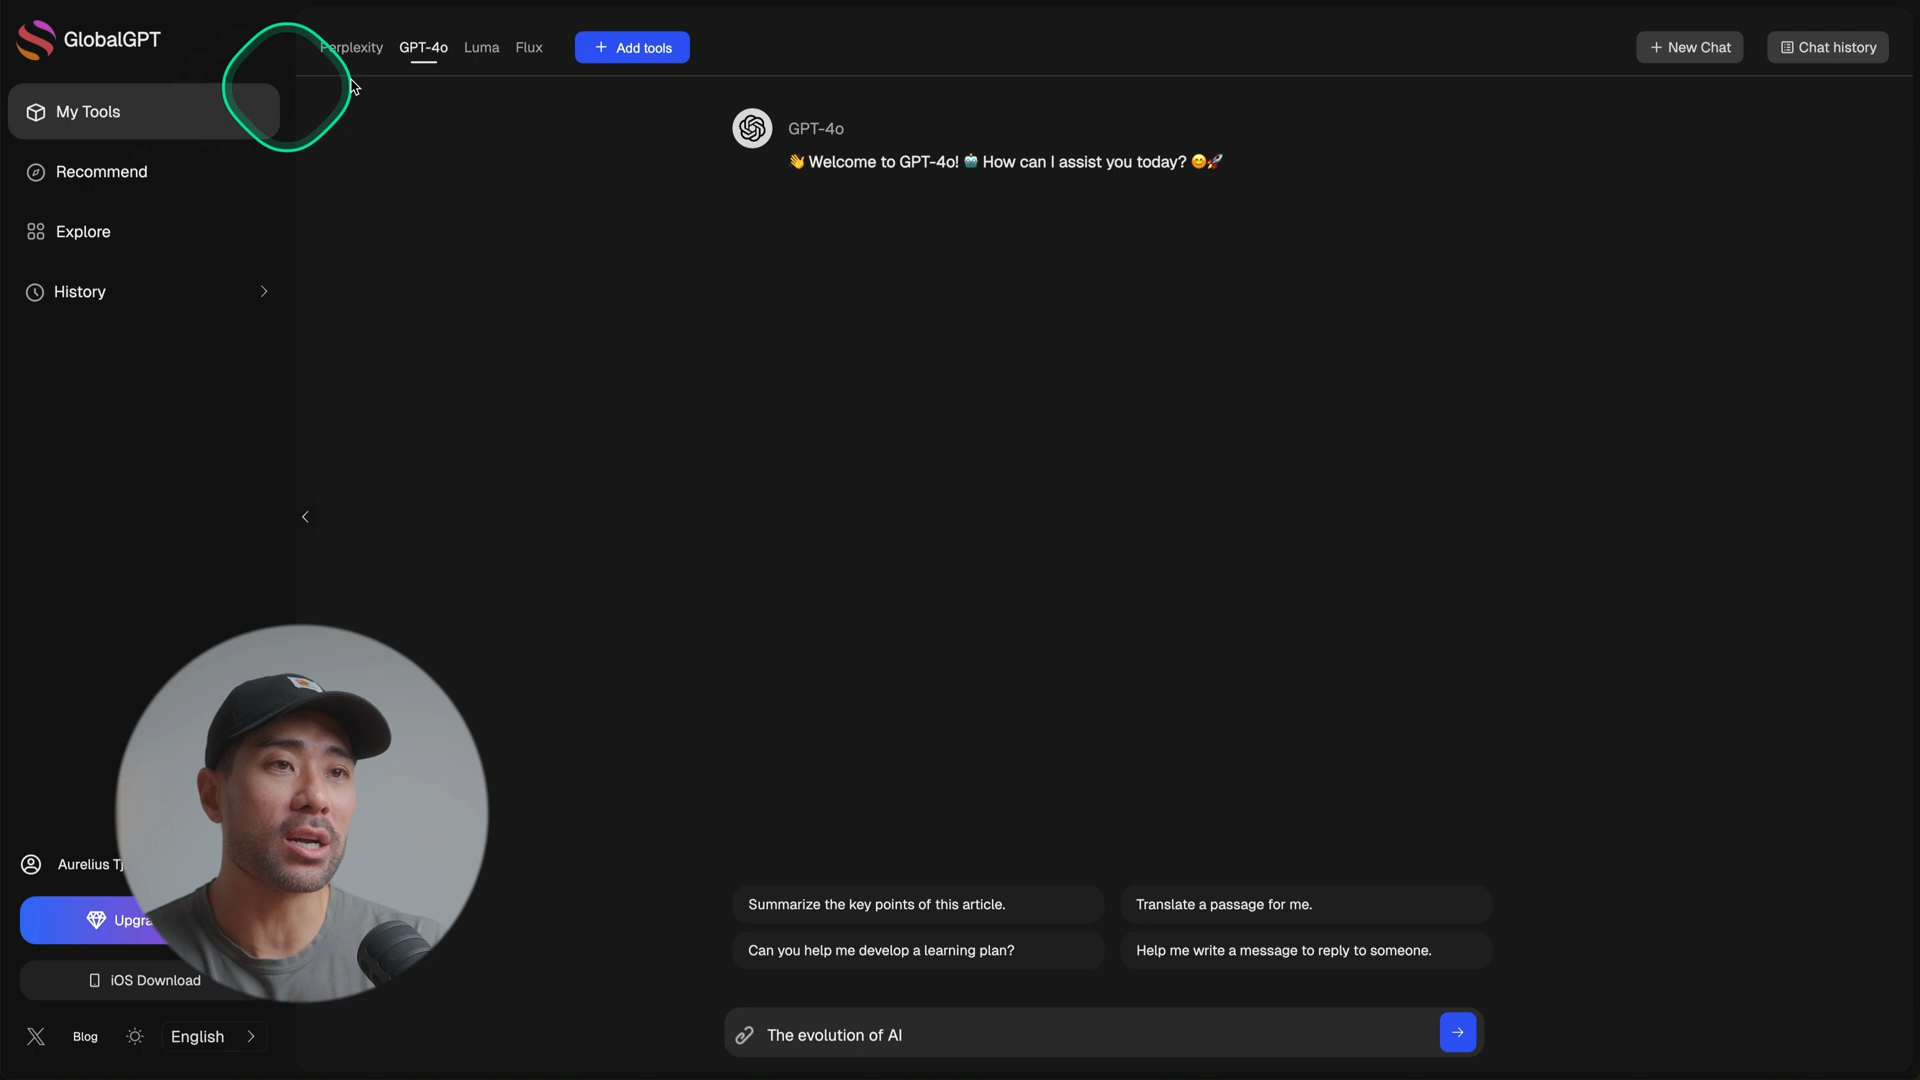 GlobalGPT
Perplexity GPT-4o Luma Flux + Add tools
+ New Chat Chat history
My Tools
Recommend
Explore
History
GPT-4o
👋 Welcome to GPT-4o! 🤖 How can I assist you today? 😊🚀
Summarize the key points of this article.
Translate a passage for me.
Can you help me develop a learning plan?
Help me write a message to reply to someone.
Aurelius
iOS Download
Blog
English
The evolution of AI